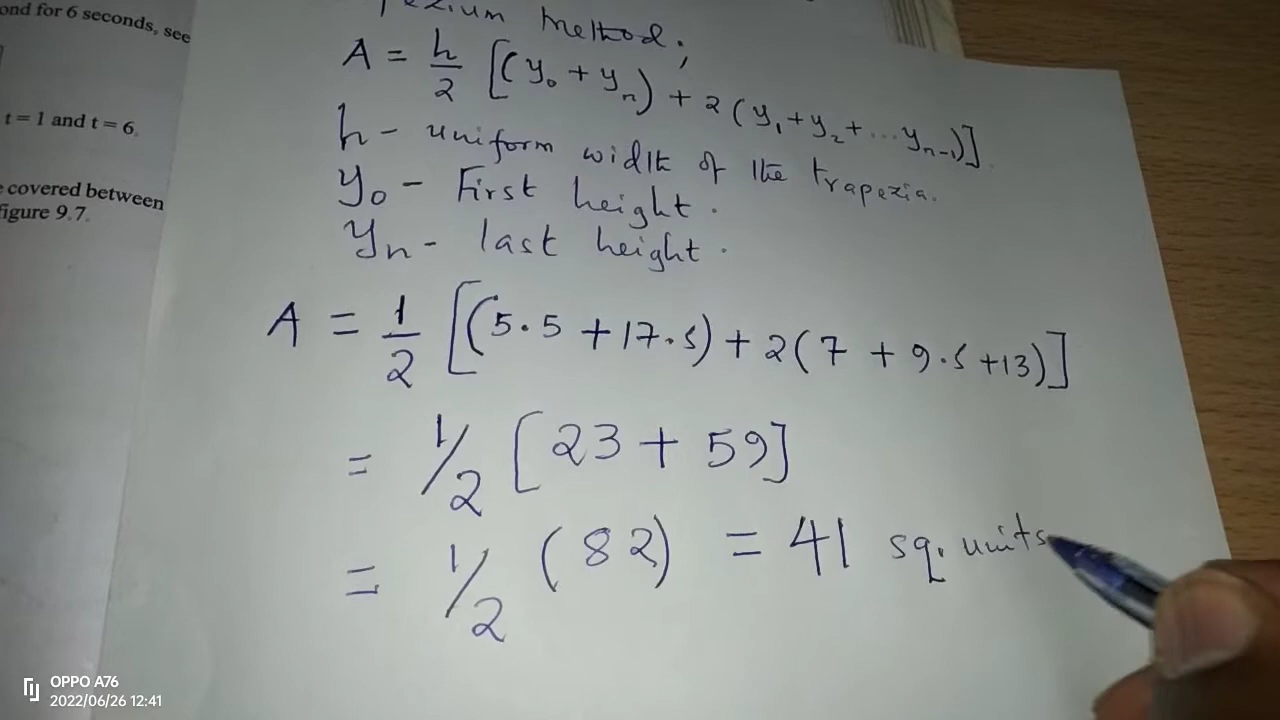 ond for 6 seconds, see
t = 1 and t = 6.
covered between
figure 9.7.
pezium method;
A = h/2 [(y₀ + yₙ) + 2(y₁ + y₂ + ... yₙ₋₁)]
h - uniform width of the trapezia.
y₀ - First height.
yₙ - last height.
A = 1/2 [(5.5 + 17.5) + 2(7 + 9.5 + 13)]
= 1/2 [23 + 59]
= 1/2 (82) = 41 sq. units
OPPO A76
2022/06/26 12:41